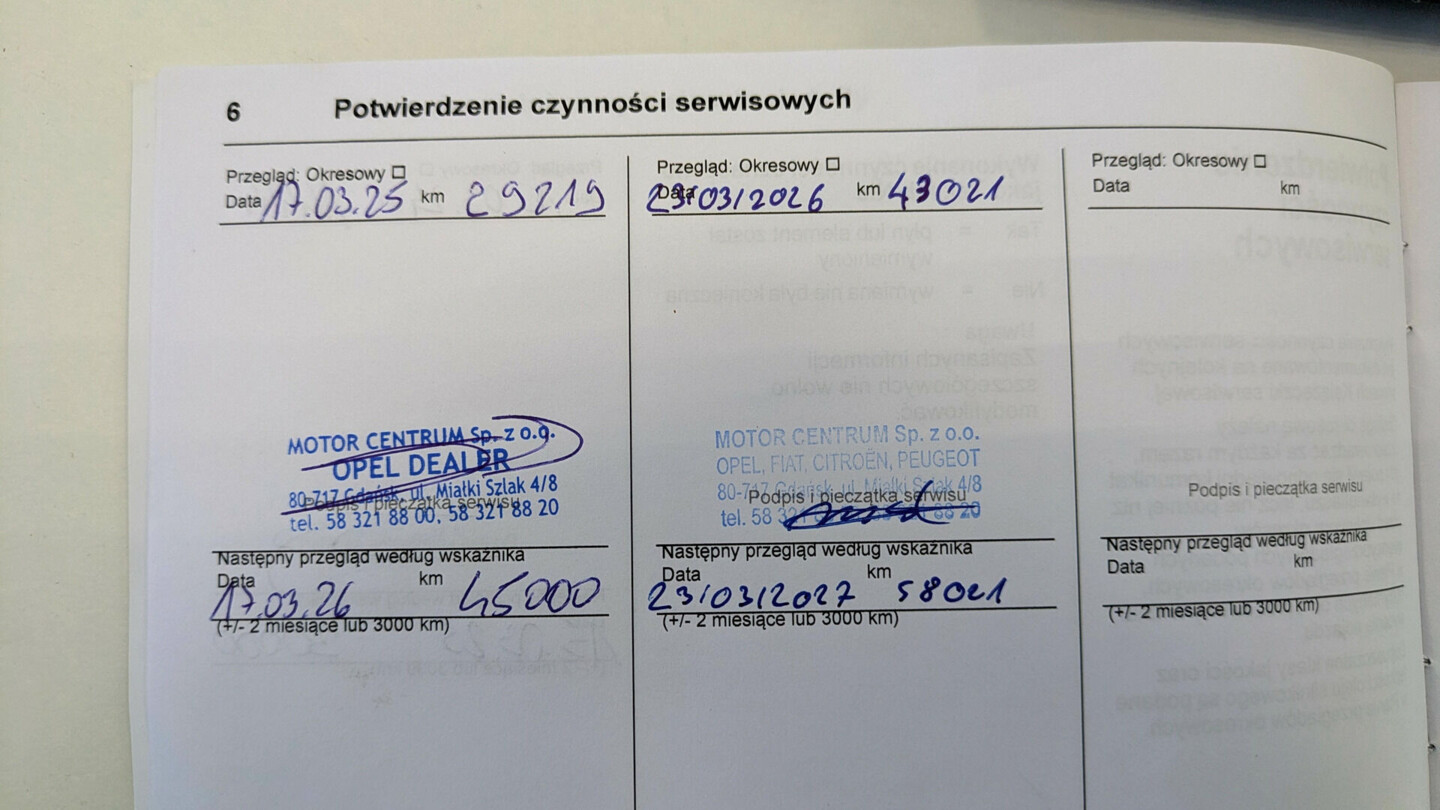 6 Potwierdzenie czynności serwisowych
Przegląd: Okresowy
Data 17.03.25 km 29219
MOTOR CENTRUM Sp. z o.o.
OPEL DEALER
80-717 Gdańsk, ul. Miałki Szlak 4/8
Podpis i pieczątka serwisu
tel. 58 321 88 00, 58 321 88 20
Następny przegląd według wskaźnika
Data km
17.03.26 45000
(+/- 2 miesiące lub 3000 km)
Przegląd: Okresowy
Data 23/03/2026 km 43021
MOTOR CENTRUM Sp. z o.o.
OPEL, FIAT, CITROËN, PEUGEOT
80-717 Gdańsk, ul. Miałki Szlak 4/8
Podpis i pieczątka serwisu
tel. 58 321 88 20
Następny przegląd według wskaźnika
Data km
23/03/2027 58021
(+/- 2 miesiące lub 3000 km)
Przegląd: Okresowy
Data km
Podpis i pieczątka serwisu
Następny przegląd według wskaźnika
Data km
(+/- 2 miesiące lub 3000 km)